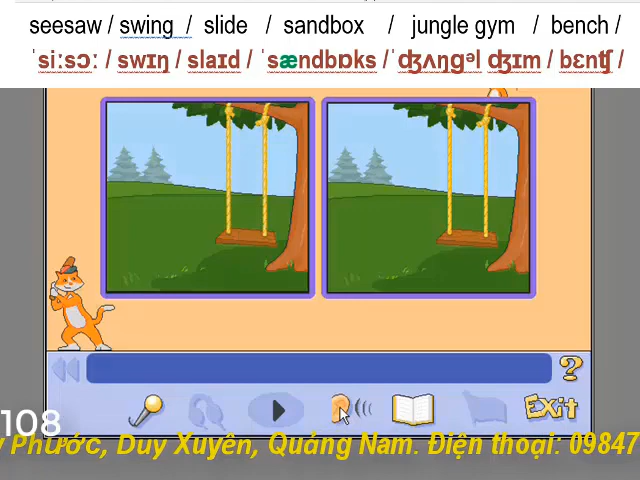 seesaw / swing / slide / sandbox / jungle gym / bench /
ˈsiːsɔː / swɪŋ / slaɪd / ˈsændbɒks /ˈʤʌŋgᵊl ʤɪm / bɛnʧ /
?
Exit
108
Phước, Duy Xuyên, Quảng Nam. Điện thoại: 09847